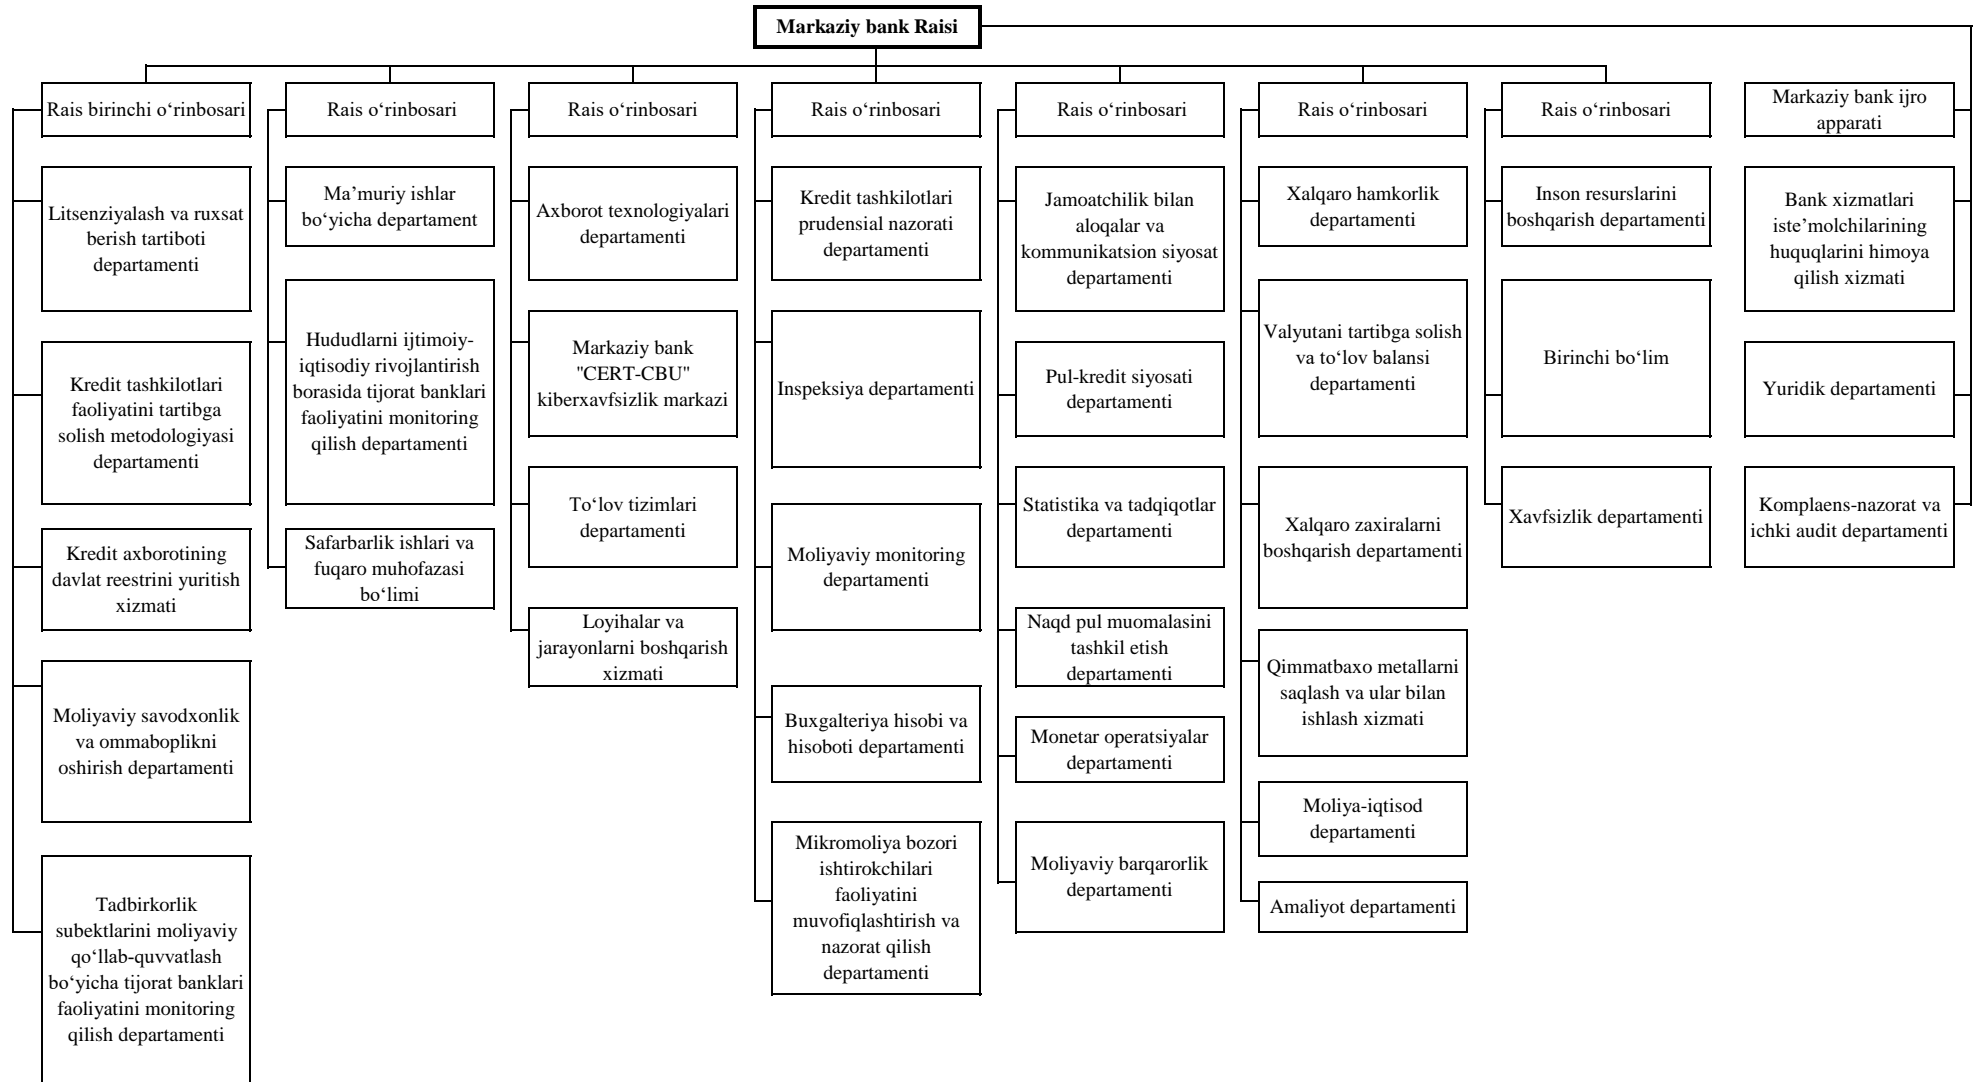 Markaziy bank Raisi
Rais birinchi o‘rinbosari
Litsenziyalash va ruxsat
berish tartiboti
departamenti
Kredit tashkilotlari
faoliyatini tartibga
solish metodologiyasi
departamenti
Kredit axborotining
davlat reestrini yuritish
xizmati
Moliyaviy savodxonlik
va ommaboplikni
oshirish departamenti
Tadbirkorlik
subektlarini moliyaviy
qo‘llab-quvvatlash
bo‘yicha tijorat banklari
faoliyatini monitoring
qilish departamenti
Rais o‘rinbosari
Ma’muriy ishlar
bo‘yicha departament
Hududlarni ijtimoiy-
iqtisodiy rivojlantirish
borasida tijorat banklari
faoliyatini monitoring
qilish departamenti
Safarbarlik ishlari va
fuqaro muhofazasi
bo‘limi
Rais o‘rinbosari
Axborot texnologiyalari
departamenti
Markaziy bank
"CERT-CBU"
kiberxavfsizlik markazi
To‘lov tizimlari
departamenti
Loyihalar va
jarayonlarni boshqarish
xizmati
Rais o‘rinbosari
Kredit tashkilotlari
prudensial nazorati
departamenti
Inspeksiya departamenti
Moliyaviy monitoring
departamenti
Buxgalteriya hisobi va
hisoboti departamenti
Mikromoliya bozori
ishtirokchilari
faoliyatini
muvofiqlashtirish va
nazorat qilish
departamenti
Rais o‘rinbosari
Jamoatchilik bilan
aloqalar va
kommunikatsion siyosat
departamenti
Pul-kredit siyosati
departamenti
Statistika va tadqiqotlar
departamenti
Naqd pul muomalasini
tashkil etish
departamenti
Monetar operatsiyalar
departamenti
Moliyaviy barqarorlik
departamenti
Rais o‘rinbosari
Xalqaro hamkorlik
departamenti
Valyutani tartibga solish
va to‘lov balansi
departamenti
Xalqaro zaxiralarni
boshqarish departamenti
Qimmatbaxo metallarni
saqlash va ular bilan
ishlash xizmati
Moliya-iqtisod
departamenti
Amaliyot departamenti
Rais o‘rinbosari
Inson resurslarini
boshqarish departamenti
Birinchi bo‘lim
Xavfsizlik departamenti
Markaziy bank ijro
apparati
Bank xizmatlari
iste’molchilarining
huquqlarini himoya
qilish xizmati
Yuridik departamenti
Komplaens-nazorat va
ichki audit departamenti